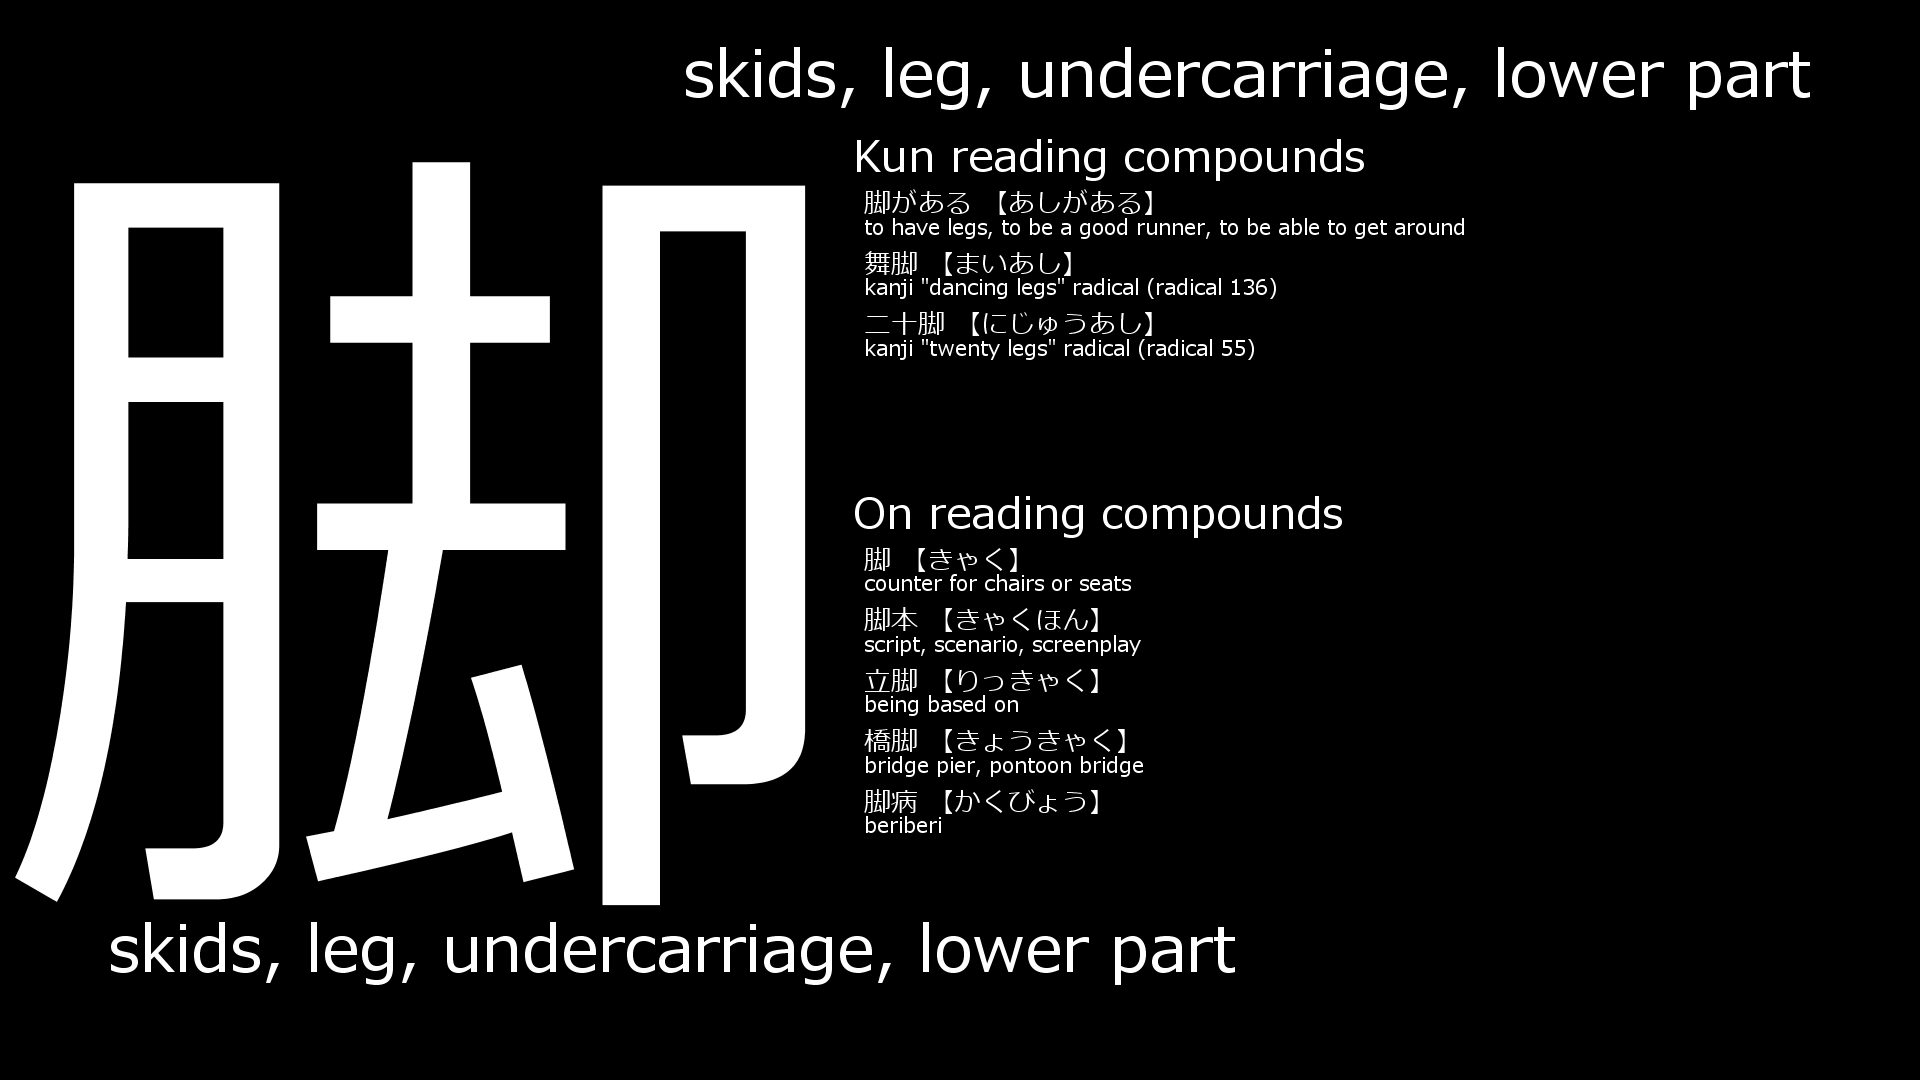 skids, leg, undercarriage, lower part
脚
Kun reading compounds
脚がある 【あしがある】
to have legs, to be a good runner, to be able to get around
舞脚 【まいあし】
kanji "dancing legs" radical (radical 136)
二十脚 【にじゅうあし】
kanji "twenty legs" radical (radical 55)
On reading compounds
脚 【きゃく】
counter for chairs or seats
脚本 【きゃくほん】
script, scenario, screenplay
立脚 【りっきゃく】
being based on
橋脚 【きょうきゃく】
bridge pier, pontoon bridge
脚病 【かくびょう】
beriberi
skids, leg, undercarriage, lower part